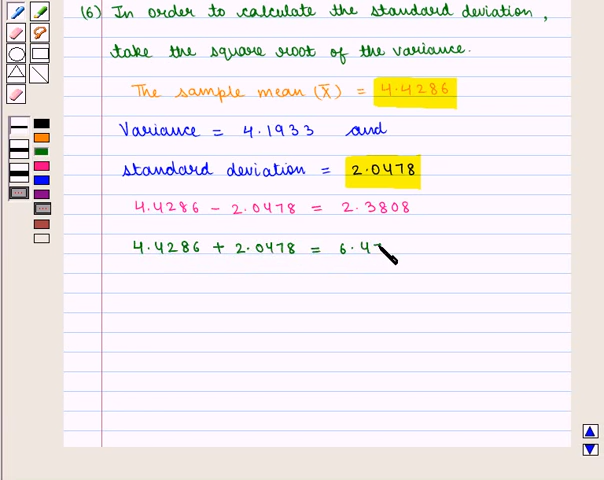 (6) In order to calculate the standard deviation,
take the square root of the variance.
The sample mean (X̄) = 4.4286
Variance = 4.1933 and
standard deviation = 2.0478
4.4286 - 2.0478 = 2.3808
4.4286 + 2.0478 = 6.47